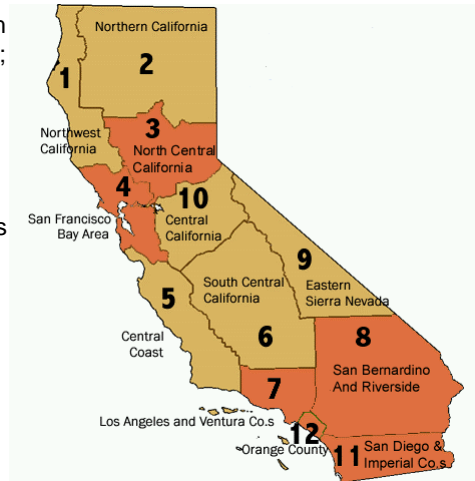 n
;
s
Northern California
2
1
3
Northwest
California
North Central
California
4
10
San Francisco
Bay Area
Central
California
9
Eastern
Sierra Nevada
5
South Central
California
Central
Coast
6
8
San Bernardino
And Riverside
7
Los Angeles and Ventura Co.s
12
Orange County
11
San Diego &
Imperial Co.s